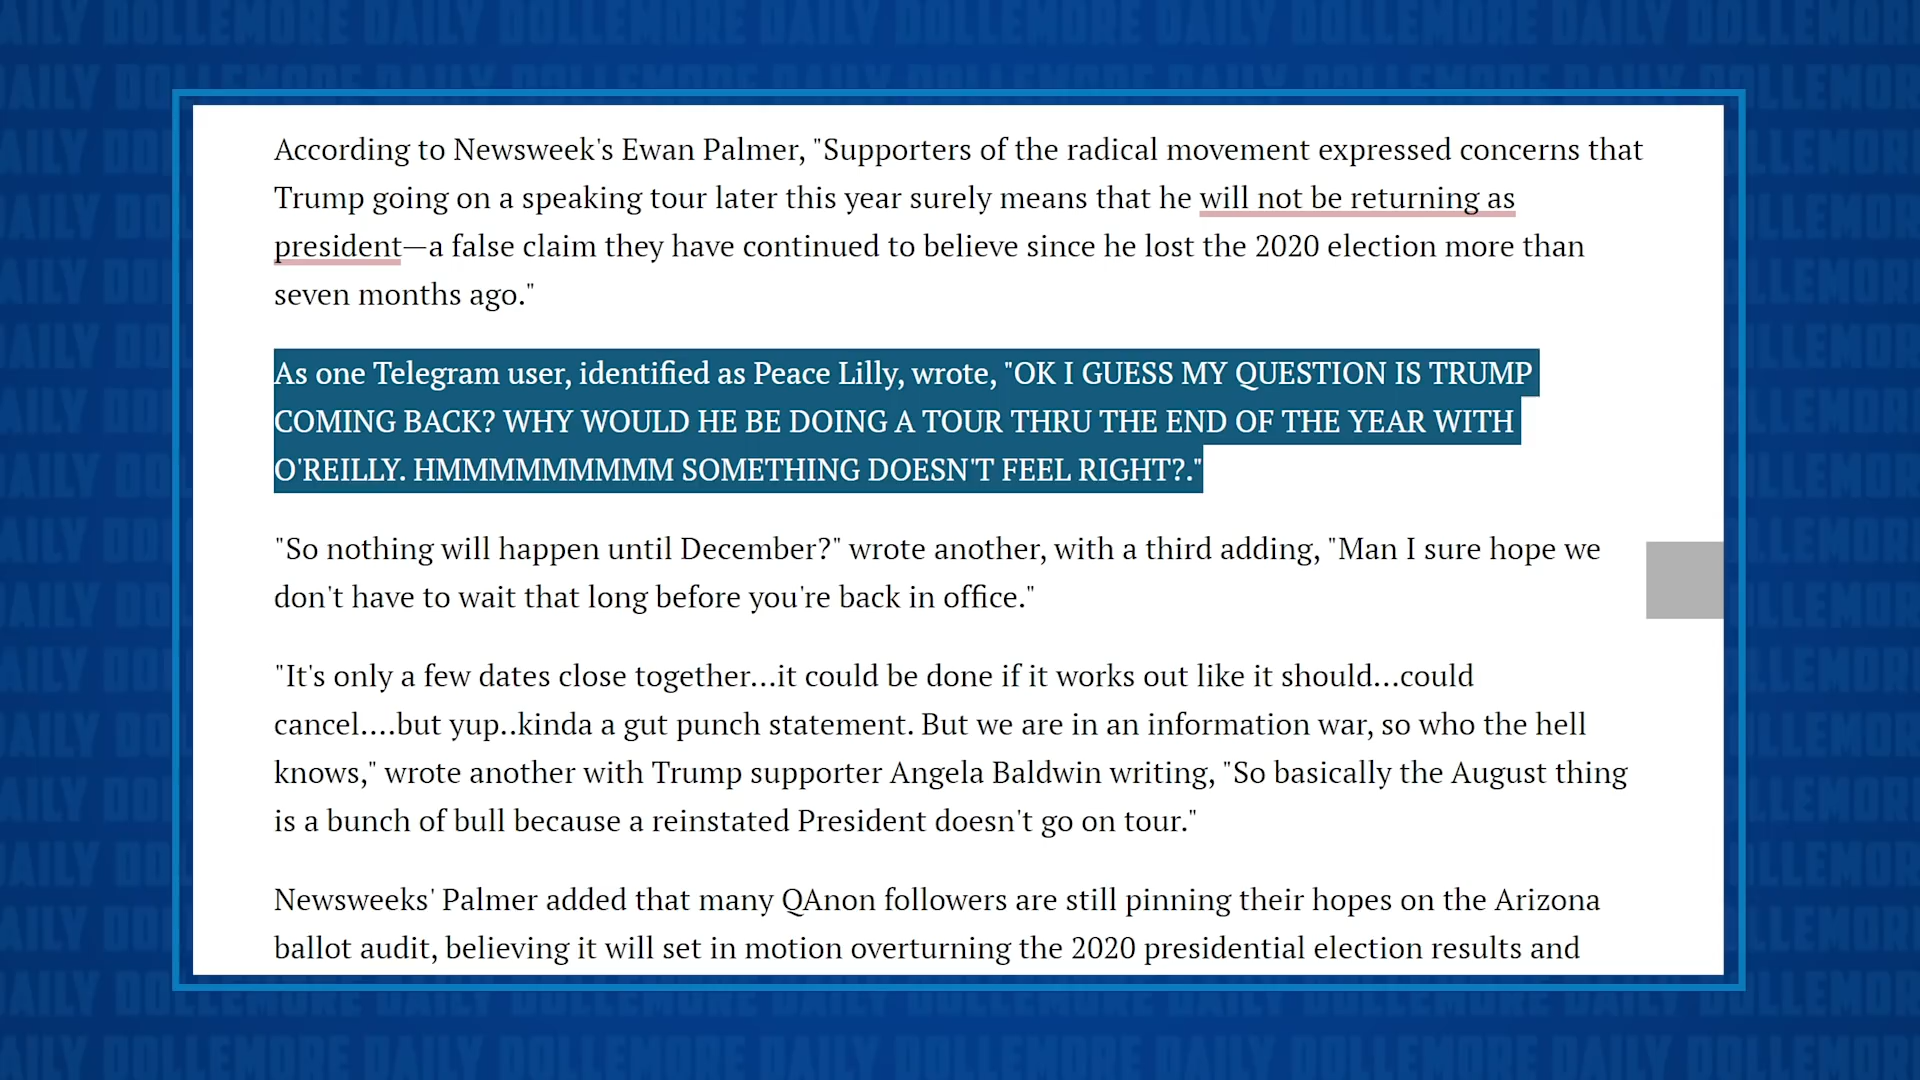 DAILY DOLLEMORE DAILY DOLLEMORE DAILY DOLLEMORE DAILY DOLLEMORE
According to Newsweek's Ewan Palmer, "Supporters of the radical movement expressed concerns that
Trump going on a speaking tour later this year surely means that he will not be returning as
president—a false claim they have continued to believe since he lost the 2020 election more than
seven months ago."
As one Telegram user, identified as Peace Lilly, wrote, "OK I GUESS MY QUESTION IS TRUMP
COMING BACK? WHY WOULD HE BE DOING A TOUR THRU THE END OF THE YEAR WITH
O'REILLY. HMMMMMMMMM SOMETHING DOESN'T FEEL RIGHT?."
"So nothing will happen until December?" wrote another, with a third adding, "Man I sure hope we
don't have to wait that long before you're back in office."
"It's only a few dates close together...it could be done if it works out like it should...could
cancel....but yup..kinda a gut punch statement. But we are in an information war, so who the hell
knows," wrote another with Trump supporter Angela Baldwin writing, "So basically the August thing
is a bunch of bull because a reinstated President doesn't go on tour."
Newsweeks' Palmer added that many QAnon followers are still pinning their hopes on the Arizona
ballot audit, believing it will set in motion overturning the 2020 presidential election results and